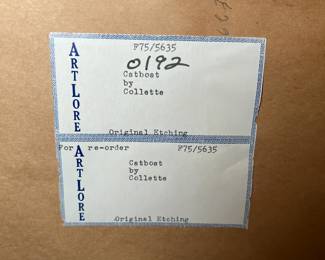 ART LORE
F75/5635
0192
Catboat
by
Collette
Original Etching
ART LORE
For re-order F75/5635
Catboat
by
Collette
Original Etching